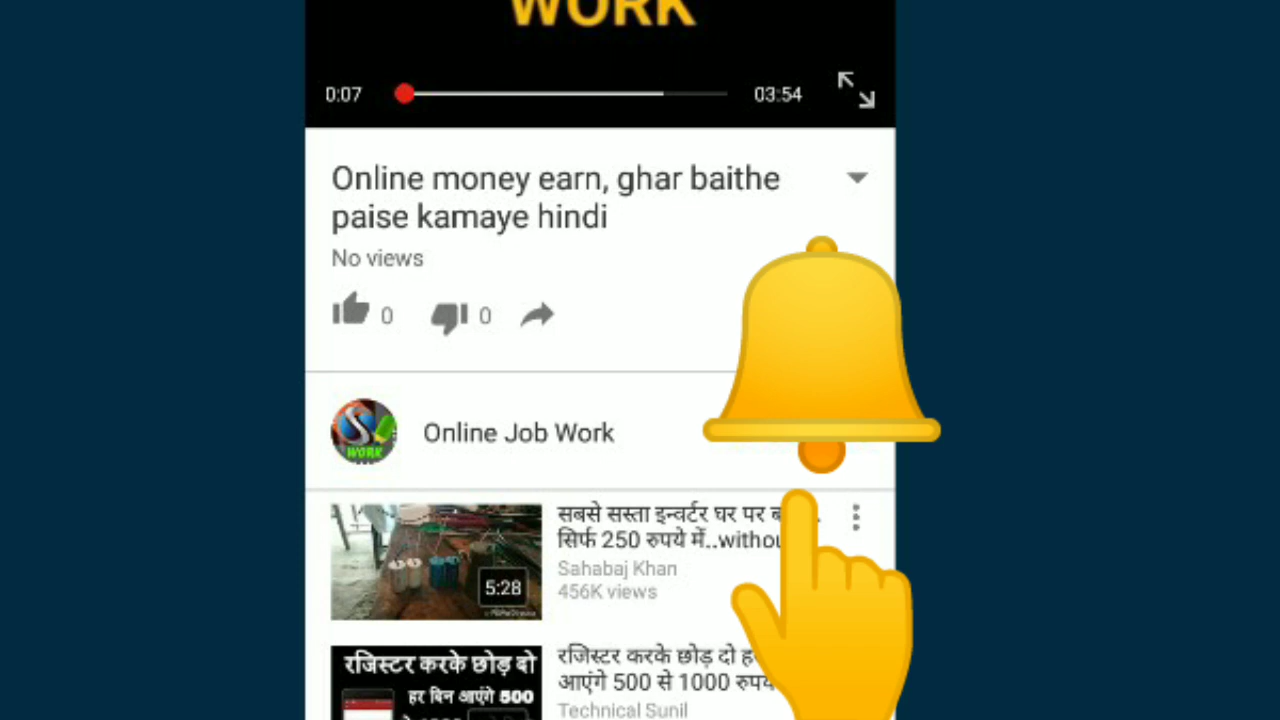 WORK
0:07
03:54
Online money earn, ghar baithe
paise kamaye hindi
No views
0
0
WORK
Online Job Work
5:28
सबसे सस्ता इन्वर्टर घर पर
सिर्फ 250 रुपये में..
Sahabaj Khan
456K views
रजिस्टर करके छोड़ दो
हर दिन आएंगे 500
रजिस्टर करके छोड़ दो
आएंगे 500 से 1000
Technical Sunil